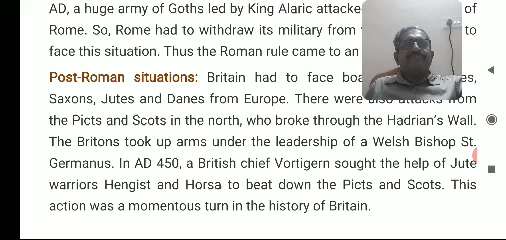 AD, a huge army of Goths led by King Alaric attacke of
Rome. So, Rome had to withdraw its military from to
face this situation. Thus the Roman rule came to an
Post-Roman situations: Britain had to face boa es,
Saxons, Jutes and Danes from Europe. There were also attacks from
the Picts and Scots in the north, who broke through the Hadrian's Wall.
The Britons took up arms under the leadership of a Welsh Bishop St.
Germanus. In AD 450, a British chief Vortigern sought the help of Jute
warriors Hengist and Horsa to beat down the Picts and Scots. This
action was a momentous turn in the history of Britain.